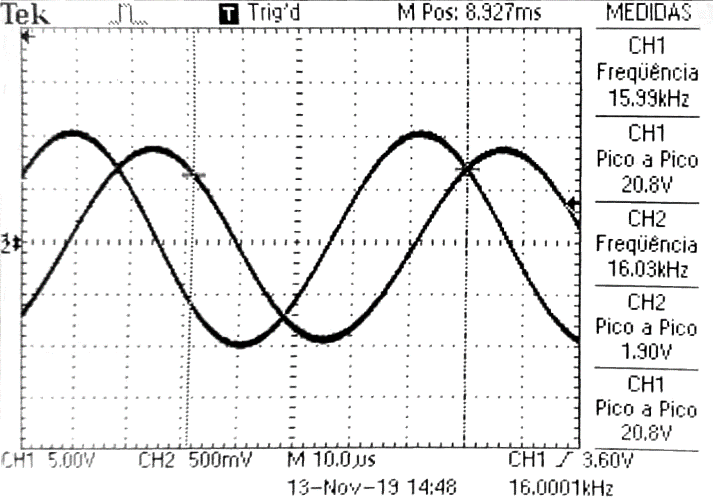 Tek T Trig'd M Pos: 8.927ms MEDIDAS
CH1
Freqüência
15.99kHz
CH1
Pico a Pico
20.8V
CH2
Freqüência
16.03kHz
CH2
Pico a Pico
1.90V
CH1
Pico a Pico
20.8V
2
CH1 5.00V CH2 500mV M 10.0µs CH1 3.60V
13-Nov-19 14:48 16.0001kHz